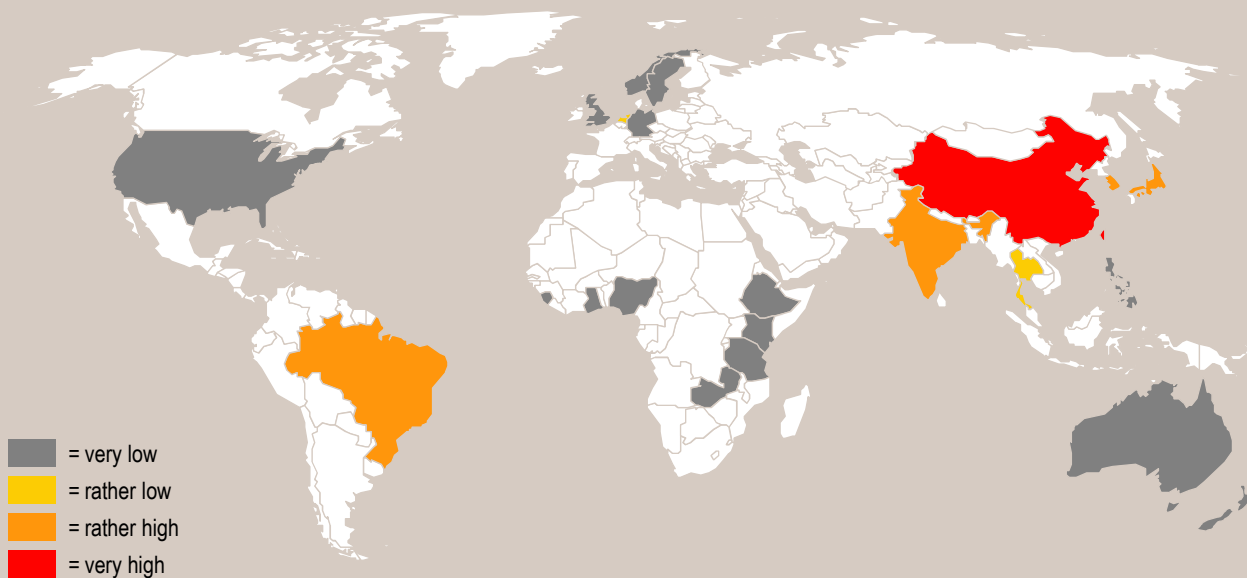 = very low
= rather low
= rather high
= very high